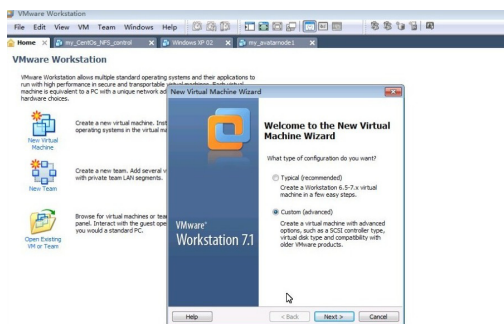 VMware Workstation
File Edit View VM Team Windows Help
Home X my_CentOs_NFS_control X Windows XP 02 X my_avatarnode1 X
VMware Workstation
VMware Workstation allows multiple standard operating systems and their applications to
run with high performance in secure and transportable
machine is equivalent to a PC with a unique network ad
hardware choices.
New Virtual
Machine
Create a new virtual machine. Inst
operating systems in the virtual ma
New Team
Create a new team. Add several v
with private team LAN segments.
Open Existing
VM or Team
Browse for virtual machines or tea
panel. Interact with the guest ope
you would a standard PC.
New Virtual Machine Wizard
VMware®
Workstation 7.1
Welcome to the New Virtual
Machine Wizard
What type of configuration do you want?
Typical (recommended)
Create a Workstation 6.5-7.x virtual
machine in a few easy steps.
Custom (advanced)
Create a virtual machine with advanced
options, such as a SCSI controller type,
virtual disk type and compatibility with
older VMware products.
Help
< Back Next > Cancel